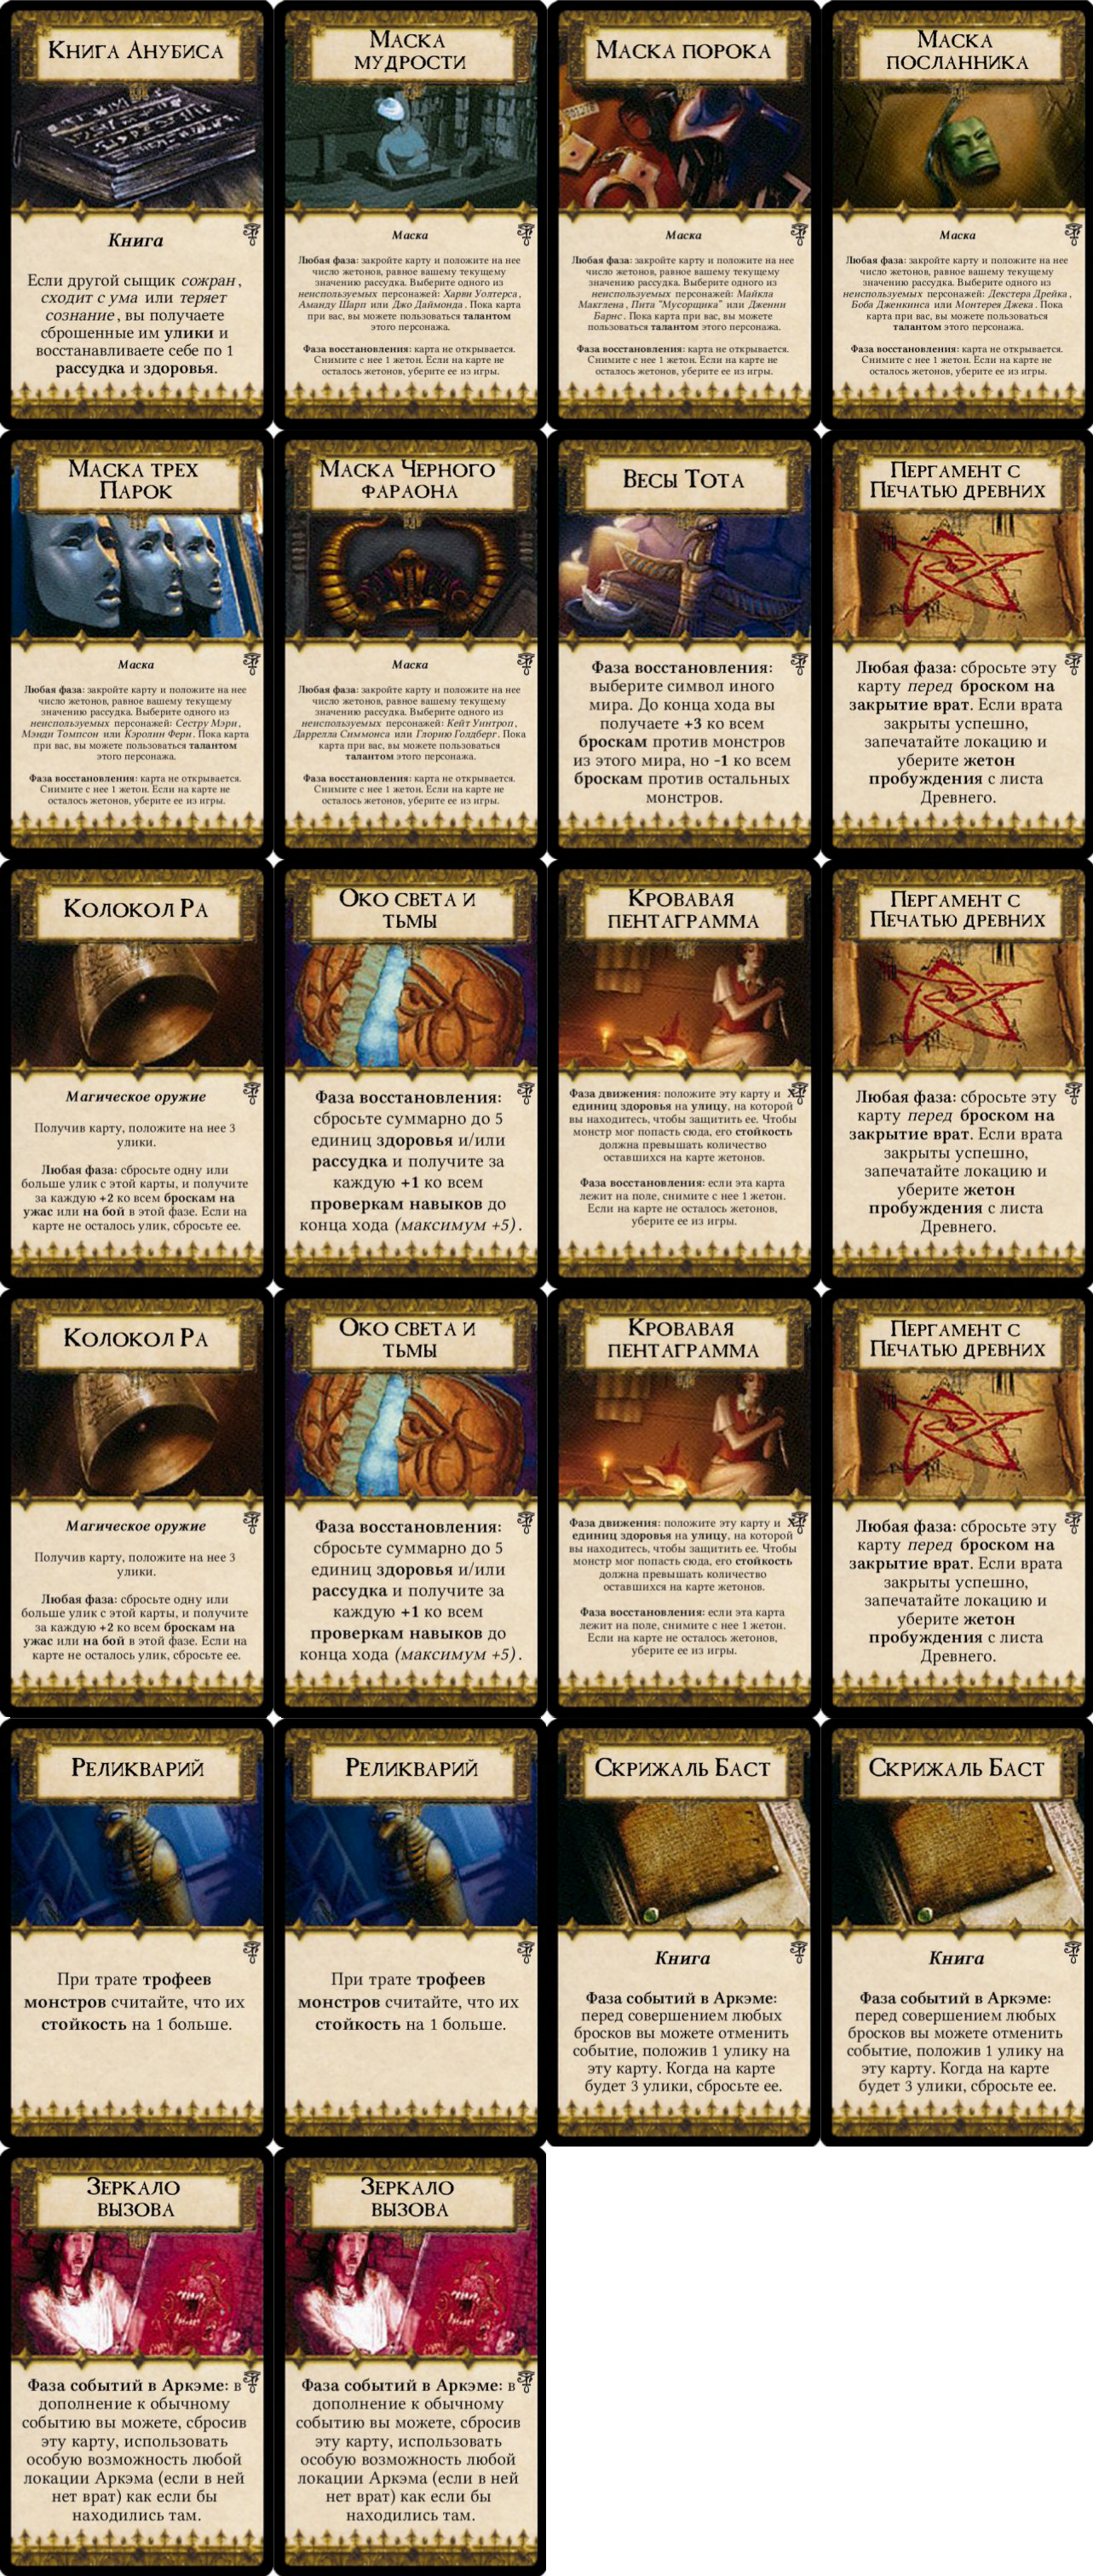 Книга Анубиса
Книга
Если другой сыщик сожран,
сходит с ума или теряет
сознание, вы получаете
сброшенные им улики и
восстанавливаете себе по 1
рассудка и здоровья.
Маска
мудрости
Маска
Любая фаза: закройте карту и положите на нее
число жетонов, равное вашему текущему
значению рассудка. Выберите одного из
неиспользуемых персонажей: Харви Уолтерса,
Аманду Шарп или Джо Даймонда. Пока карта
при вас, вы можете пользоваться талантом
этого персонажа.
Фаза восстановления: карта не открывается.
Снимите с нее 1 жетон. Если на карте не
осталось жетонов, уберите ее из игры.
Маска порока
Маска
Любая фаза: закройте карту и положите на нее
число жетонов, равное вашему текущему
значению рассудка. Выберите одного из
неиспользуемых персонажей: Майкла
Макглена, Пита "Мусорщика" или Дженни
Барнс. Пока карта при вас, вы можете
пользоваться талантом этого персонажа.
Фаза восстановления: карта не открывается.
Снимите с нее 1 жетон. Если на карте не
осталось жетонов, уберите ее из игры.
Маска
посланника
Маска
Любая фаза: закройте карту и положите на нее
число жетонов, равное вашему текущему
значению рассудка. Выберите одного из
неиспользуемых персонажей: Декстера Дрейка,
Боба Дженкинса или Монтерея Джека. Пока
карта при вас, вы можете пользоваться
талантом этого персонажа.
Фаза восстановления: карта не открывается.
Снимите с нее 1 жетон. Если на карте не
осталось жетонов, уберите ее из игры.
Маска трех
Парок
Маска
Любая фаза: закройте карту и положите на нее
число жетонов, равное вашему текущему
значению рассудка. Выберите одного из
неиспользуемых персонажей: Сестру Мэри,
Мэнди Томпсон или Кэролин Ферн. Пока карта
при вас, вы можете пользоваться талантом
этого персонажа.
Фаза восстановления: карта не открывается.
Снимите с нее 1 жетон. Если на карте не
осталось жетонов, уберите ее из игры.
Маска Черного
фараона
Маска
Любая фаза: закройте карту и положите на нее
число жетонов, равное вашему текущему
значению рассудка. Выберите одного из
неиспользуемых персонажей: Кейт Уинтроп,
Даррелла Симмонса или Глорию Голдберг. Пока
карта при вас, вы можете пользоваться
талантом этого персонажа.
Фаза восстановления: карта не открывается.
Снимите с нее 1 жетон. Если на карте не
осталось жетонов, уберите ее из игры.
Весы Тота
Фаза восстановления:
выберите символ иного
мира. До конца хода вы
получаете +3 ко всем
броскам против монстров
из этого мира, но -1 ко всем
броскам против остальных
монстров.
Пергамент с
Печатью древних
Любая фаза: сбросьте эту
карту перед броском на
закрытие врат. Если врата
закрыты успешно,
запечатайте локацию и
уберите жетон
пробуждения с листа
Древнего.
Колокол Ра
Магическое оружие
Получив карту, положите на нее 3
улики.
Любая фаза: сбросьте одну или
больше улик с этой карты, и получите
за каждую +2 ко всем броскам на
ужас или на бой в этой фазе. Если на
карте не осталось улик, сбросьте ее.
Око света и
тьмы
Фаза восстановления:
сбросьте суммарно до 5
единиц здоровья и/или
рассудка и получите за
каждую +1 ко всем
проверкам навыков до
конца хода (максимум +5).
Кровавая
пентаграмма
Фаза движения: положите эту карту и X
единиц здоровья на улицу, на которой
вы находитесь, чтобы защитить ее. Чтобы
монстр мог попасть сюда, его стойкость
должна превышать количество
оставшихся на карте жетонов.
Фаза восстановления: если эта карта
лежит на поле, снимите с нее 1 жетон.
Если на карте не осталось жетонов,
уберите ее из игры.
Пергамент с
Печатью древних
Любая фаза: сбросьте эту
карту перед броском на
закрытие врат. Если врата
закрыты успешно,
запечатайте локацию и
уберите жетон
пробуждения с листа
Древнего.
Колокол Ра
Магическое оружие
Получив карту, положите на нее 3
улики.
Любая фаза: сбросьте одну или
больше улик с этой карты, и получите
за каждую +2 ко всем броскам на
ужас или на бой в этой фазе. Если на
карте не осталось улик, сбросьте ее.
Око света и
тьмы
Фаза восстановления:
сбросьте суммарно до 5
единиц здоровья и/или
рассудка и получите за
каждую +1 ко всем
проверкам навыков до
конца хода (максимум +5).
Кровавая
пентаграмма
Фаза движения: положите эту карту и X
единиц здоровья на улицу, на которой
вы находитесь, чтобы защитить ее. Чтобы
монстр мог попасть сюда, его стойкость
должна превышать количество
оставшихся на карте жетонов.
Фаза восстановления: если эта карта
лежит на поле, снимите с нее 1 жетон.
Если на карте не осталось жетонов,
уберите ее из игры.
Пергамент с
Печатью древних
Любая фаза: сбросьте эту
карту перед броском на
закрытие врат. Если врата
закрыты успешно,
запечатайте локацию и
уберите жетон
пробуждения с листа
Древнего.
Реликварий
При трате трофеев
монстров считайте, что их
стойкость на 1 больше.
Реликварий
При трате трофеев
монстров считайте, что их
стойкость на 1 больше.
Скрижаль Баст
Книга
Фаза событий в Аркэме:
перед совершением любых
бросков вы можете отменить
событие, положив 1 улику на
эту карту. Когда на карте
будет 3 улики, сбросьте ее.
Скрижаль Баст
Книга
Фаза событий в Аркэме:
перед совершением любых
бросков вы можете отменить
событие, положив 1 улику на
эту карту. Когда на карте
будет 3 улики, сбросьте ее.
Зеркало
вызова
Фаза событий в Аркэме: в
дополнение к обычному
событию вы можете, сбросив
эту карту, использовать
особую возможность любой
локации Аркэма (если в ней
нет врат) как если бы
находились там.
Зеркало
вызова
Фаза событий в Аркэме: в
дополнение к обычному
событию вы можете, сбросив
эту карту, использовать
особую возможность любой
локации Аркэма (если в ней
нет врат) как если бы
находились там.